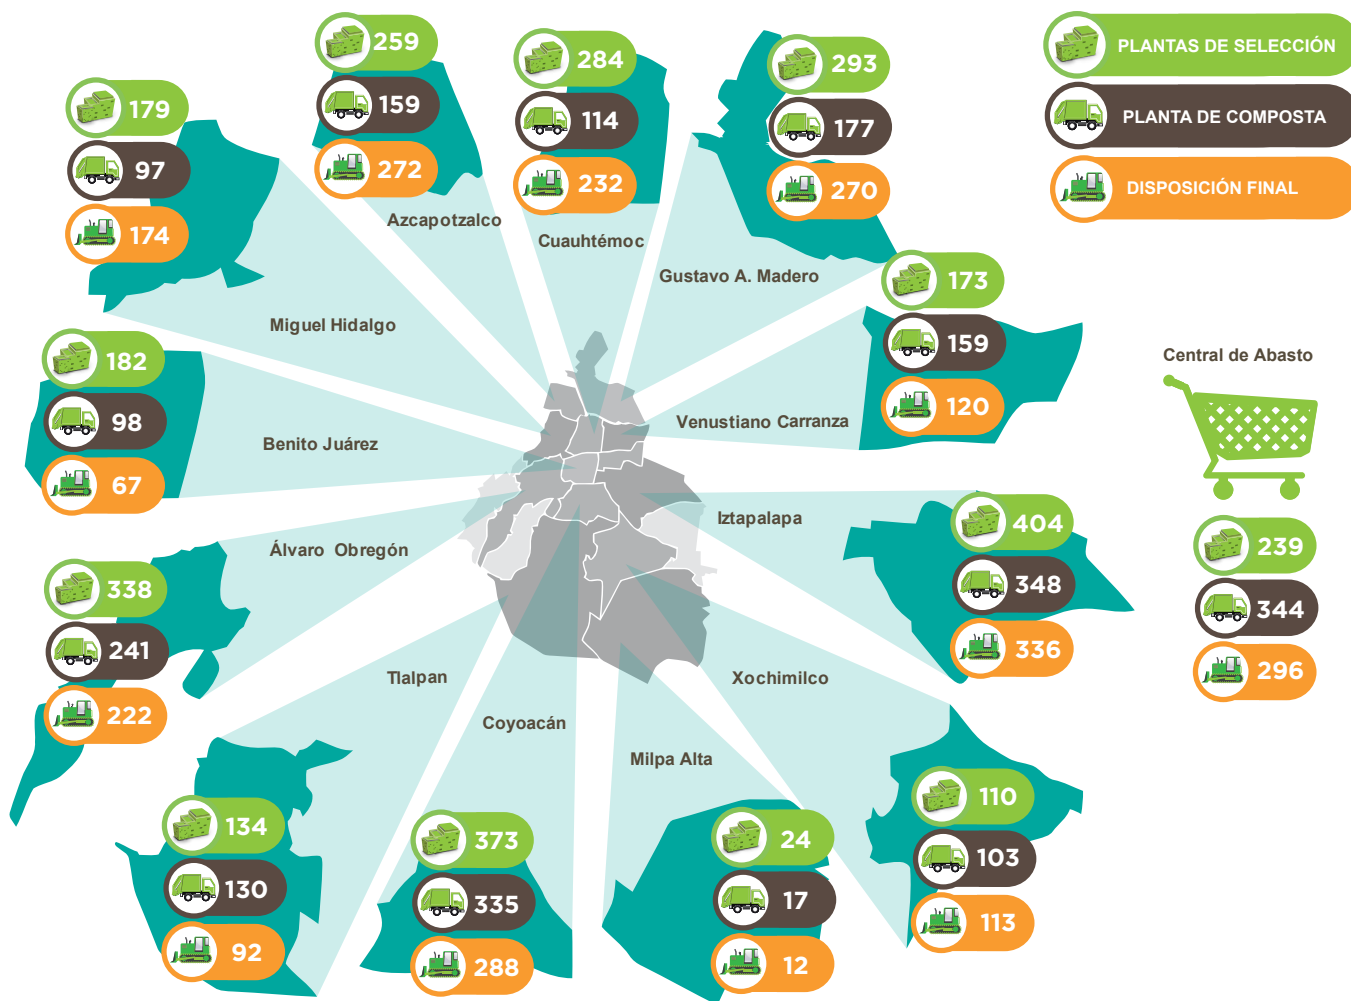 259
159
272
Azcapotzalco
284
114
232
Cuauhtémoc
293
177
270
Gustavo A. Madero
PLANTAS DE SELECCIÓN
PLANTA DE COMPOSTA
DISPOSICIÓN FINAL
179
97
174
Miguel Hidalgo
173
159
120
Venustiano Carranza
Central de Abasto
239
344
296
182
98
67
Benito Juárez
404
348
336
Iztapalapa
338
241
222
Álvaro Obregón
Tlalpan
134
130
92
Coyoacán
373
335
288
Milpa Alta
24
17
12
Xochimilco
110
103
113